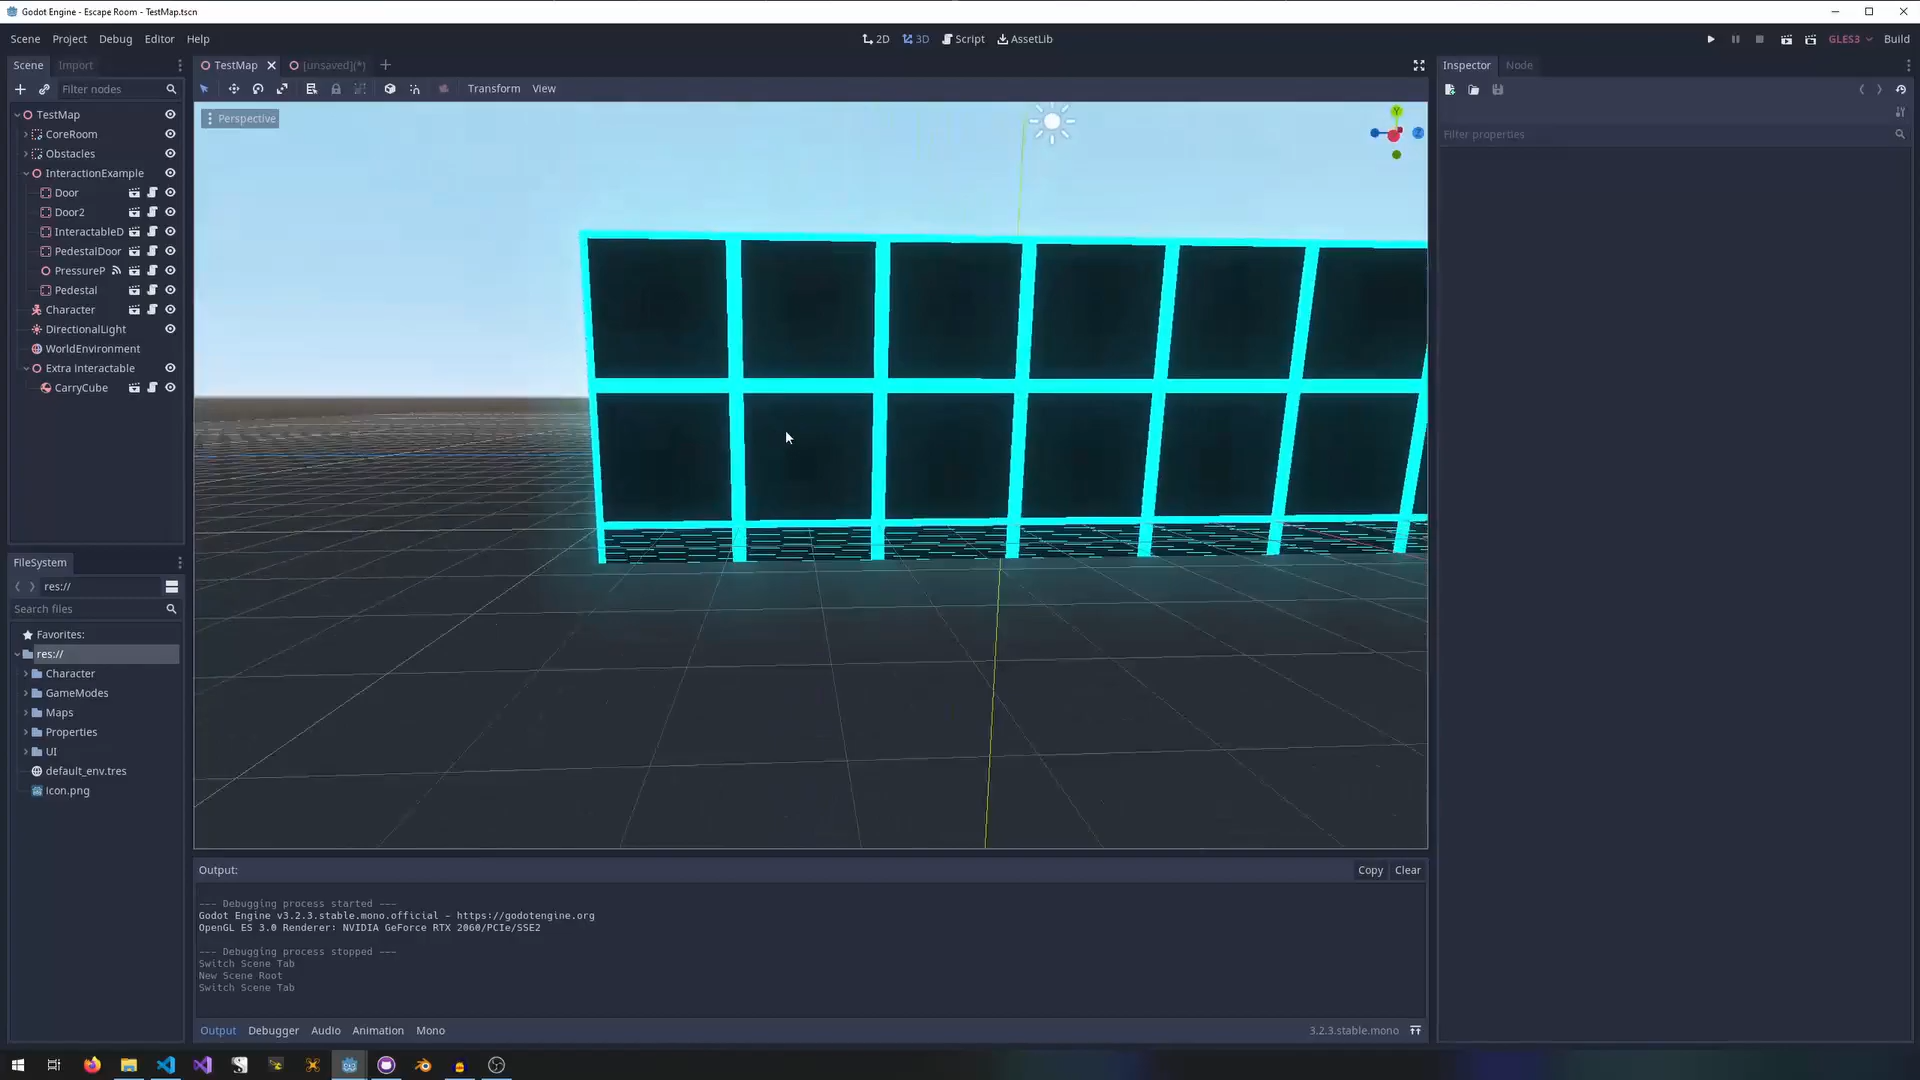 Godot Engine - Escape Room - TestMap.tscn
Scene Project Debug Editor Help
2D 3D Script AssetLib
GLES3 Build
Scene Import
TestMap [unsaved](*)
Inspector Node
Filter nodes
Transform View
Perspective
Y
Z
Filter properties
TestMap
CoreRoom
Obstacles
InteractionExample
Door
Door2
InteractableD
PedestalDoor
PressureP
Pedestal
Character
DirectionalLight
WorldEnvironment
Extra Interactable
CarryCube
FileSystem
res://
Search files
Favorites:
res://
Character
GameModes
Maps
Properties
UI
default_env.tres
icon.png
Output:
Copy Clear
--- Debugging process started ---
Godot Engine v3.2.3.stable.mono.official - https://godotengine.org
OpenGL ES 3.0 Renderer: NVIDIA GeForce RTX 2060/PCIe/SSE2
--- Debugging process stopped ---
Switch Scene Tab
New Scene Root
Switch Scene Tab
Output Debugger Audio Animation Mono
3.2.3.stable.mono